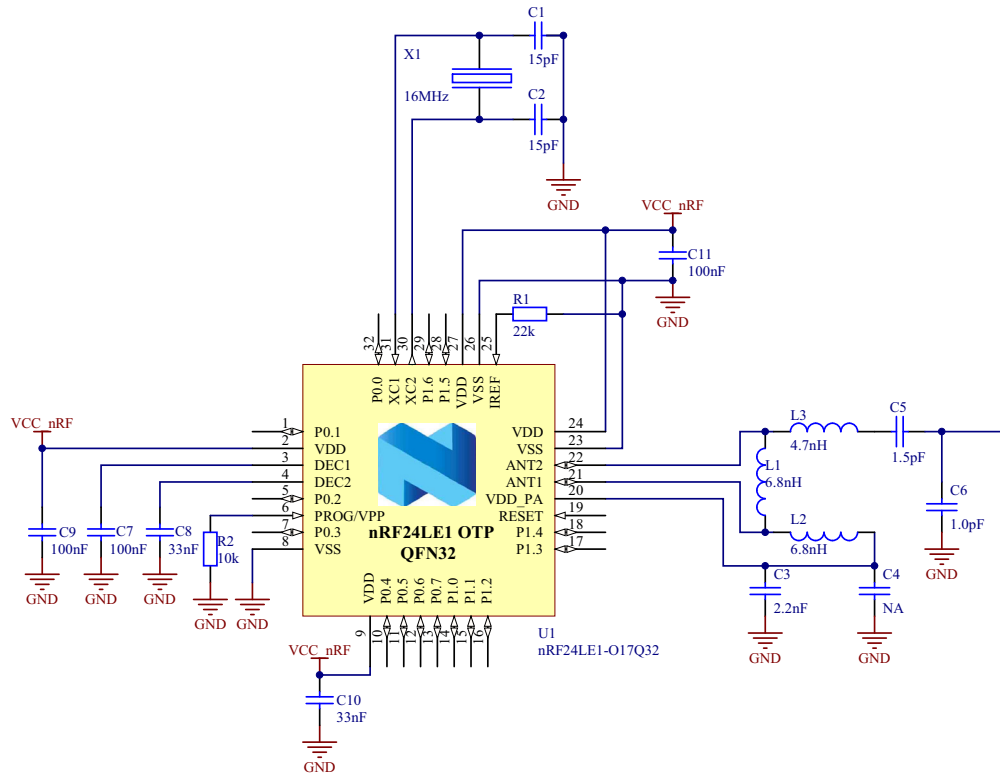 C1
X1
15pF
16MHz
C2
15pF
GND
VCC_nRF
C11
100nF
GND
R1
22k
32
31
30
29
28
27
26
25
P0.0
XC1
XC2
P1.6
P1.5
VDD
VSS
IREF
VCC_nRF
1
P0.1
2
VDD
3
DEC1
4
DEC2
5
P0.2
6
PROG/VPP
7
P0.3
8
VSS
24
VDD
23
VSS
22
ANT2
21
ANT1
20
VDD_PA
19
RESET
18
P1.4
17
P1.3
nRF24LE1 OTP
QFN32
C9
100nF
C7
100nF
C8
33nF
R2
10k
GND
GND
GND
GND
GND
L3
4.7nH
C5
1.5pF
L1
6.8nH
L2
6.8nH
C6
1.0pF
GND
C3
2.2nF
C4
NA
GND
GND
VDD
P0.4
P0.5
P0.6
P0.7
P1.0
P1.1
P1.2
9
10
11
12
13
14
15
16
U1
nRF24LE1-O17Q32
VCC_nRF
C10
33nF
GND